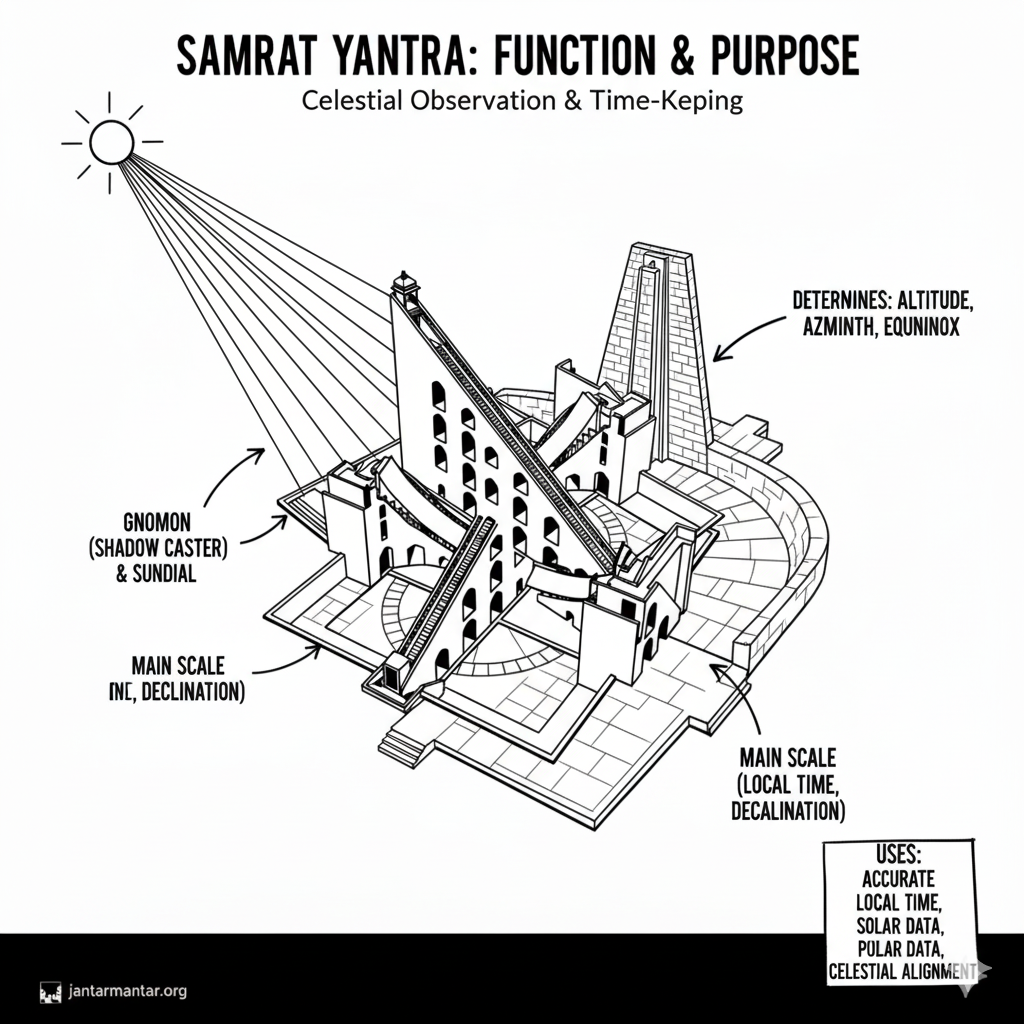 SAMRAT YANTRA: FUNCTION & PURPOSE
Celestial Observation & Time-Keping
DETERNINES: ALTITUDE,
AZMINTH, EQUNINOX
GNOMON
(SHADOW CASTER)
& SUNDIAL
MAIN SCALE
DECLINATION)
MAIN SCALE
(LOCAL TIME,
DECALINATION)
USES:
ACCURATE
LOCAL TIME,
SOLAR DATA,
PULAR DATA,
CELESTIAL ALIGNMENT
jantarmantar.org